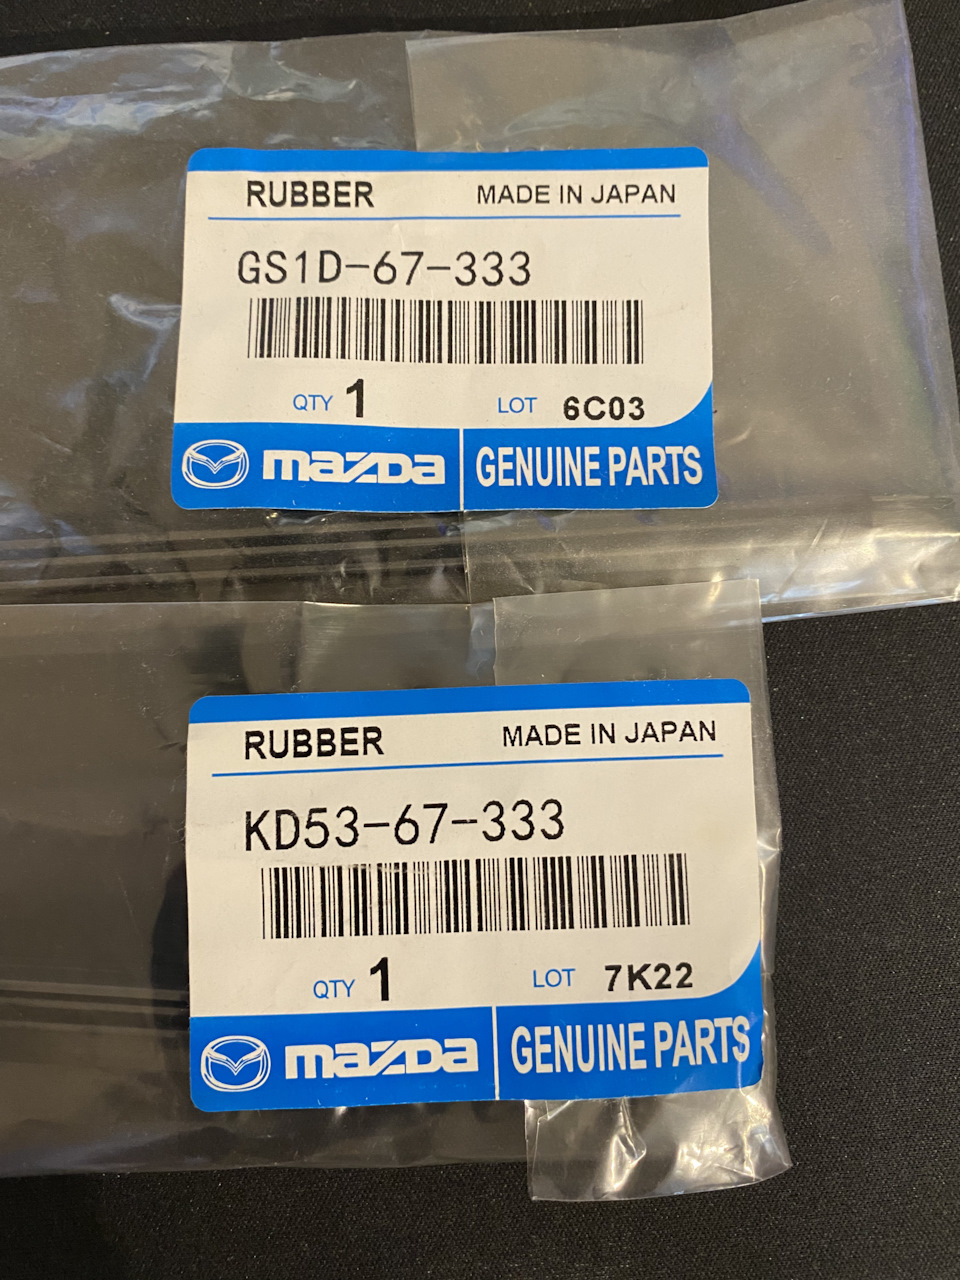 RUBBER MADE IN JAPAN
GS1D-67-333
QTY 1 LOT 6C03
mazda GENUINE PARTS
RUBBER MADE IN JAPAN
KD53-67-333
QTY 1 LOT 7K22
mazda GENUINE PARTS